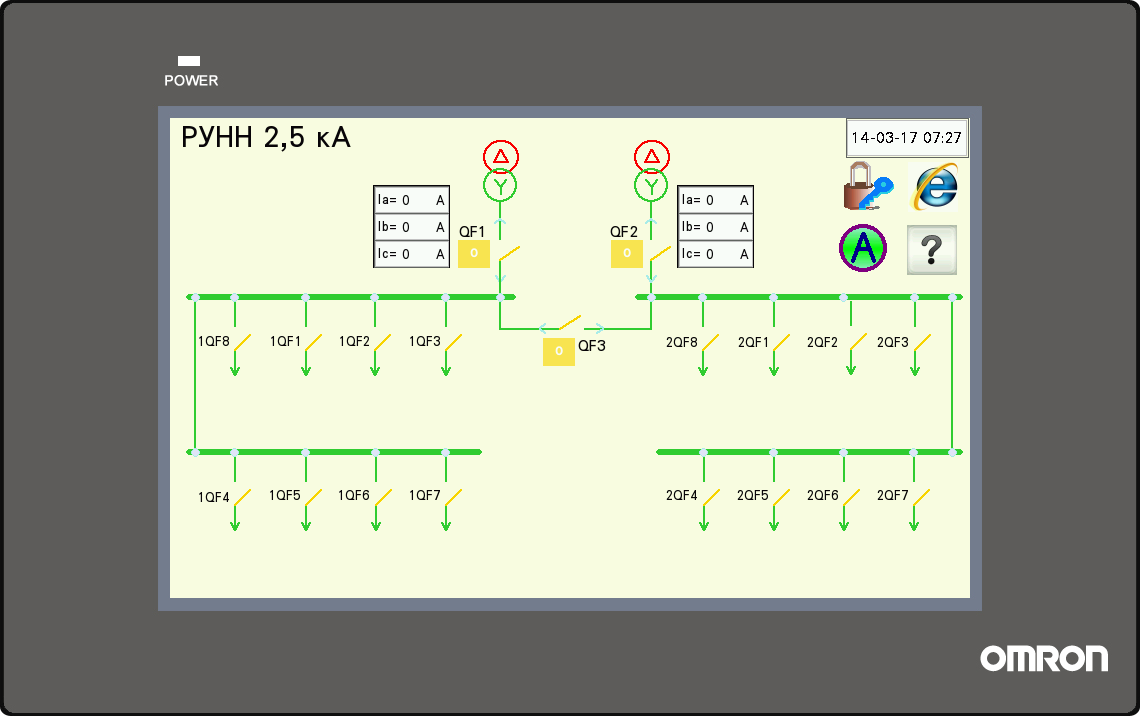 POWER
РУНН 2,5 кА
14-03-17 07:27
Ia= 0 A
Ib= 0 A
Ic= 0 A
QF1
0
QF2
0
Ia= 0 A
Ib= 0 A
Ic= 0 A
A
?
1QF8
1QF1
1QF2
1QF3
0
QF3
2QF8
2QF1
2QF2
2QF3
1QF4
1QF5
1QF6
1QF7
2QF4
2QF5
2QF6
2QF7
OMRON